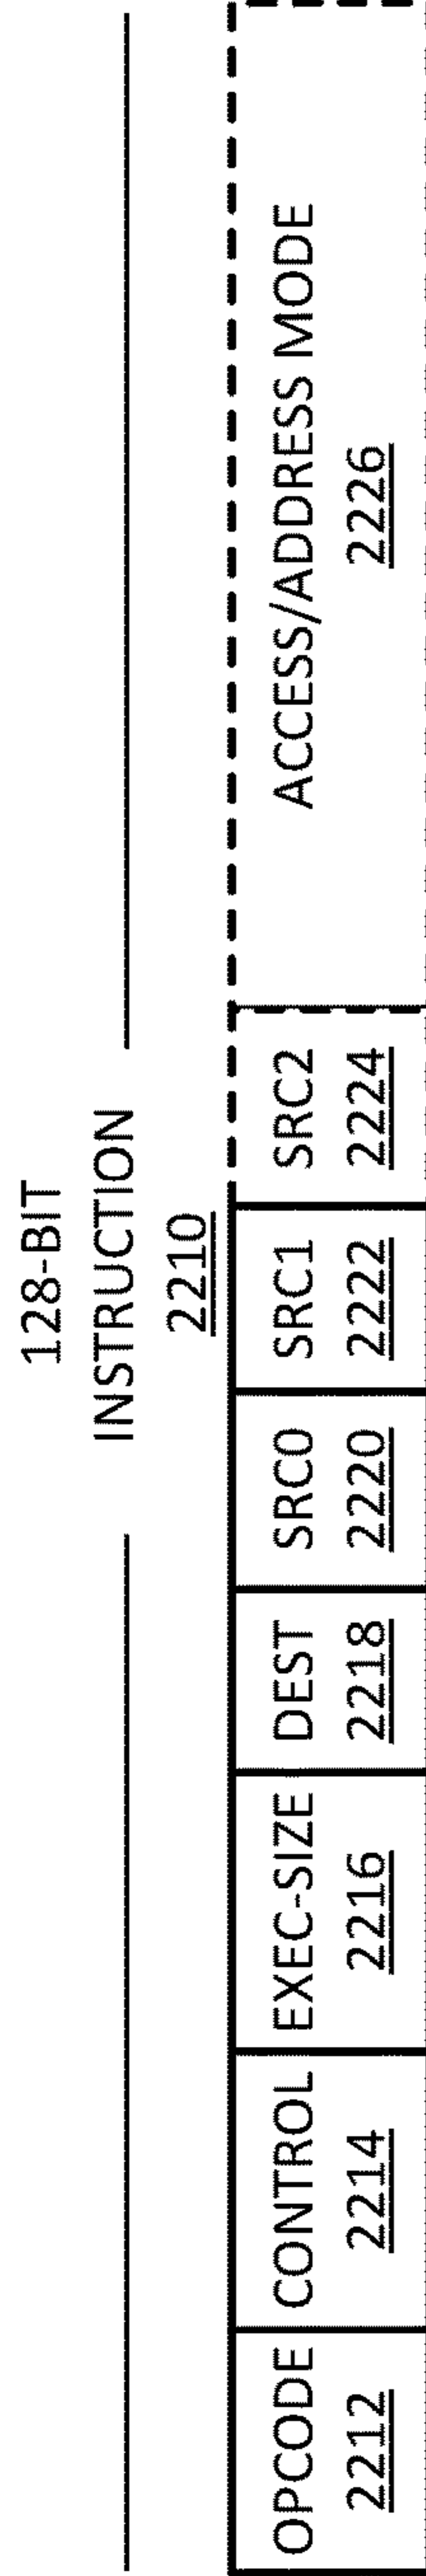 128-BIT
INSTRUCTION
2210
OPCODE
2212
CONTROL
2214
EXEC-SIZE
2216
DEST
2218
SRC0
2220
SRC1
2222
SRC2
2224
ACCESS/ADDRESS MODE
2226